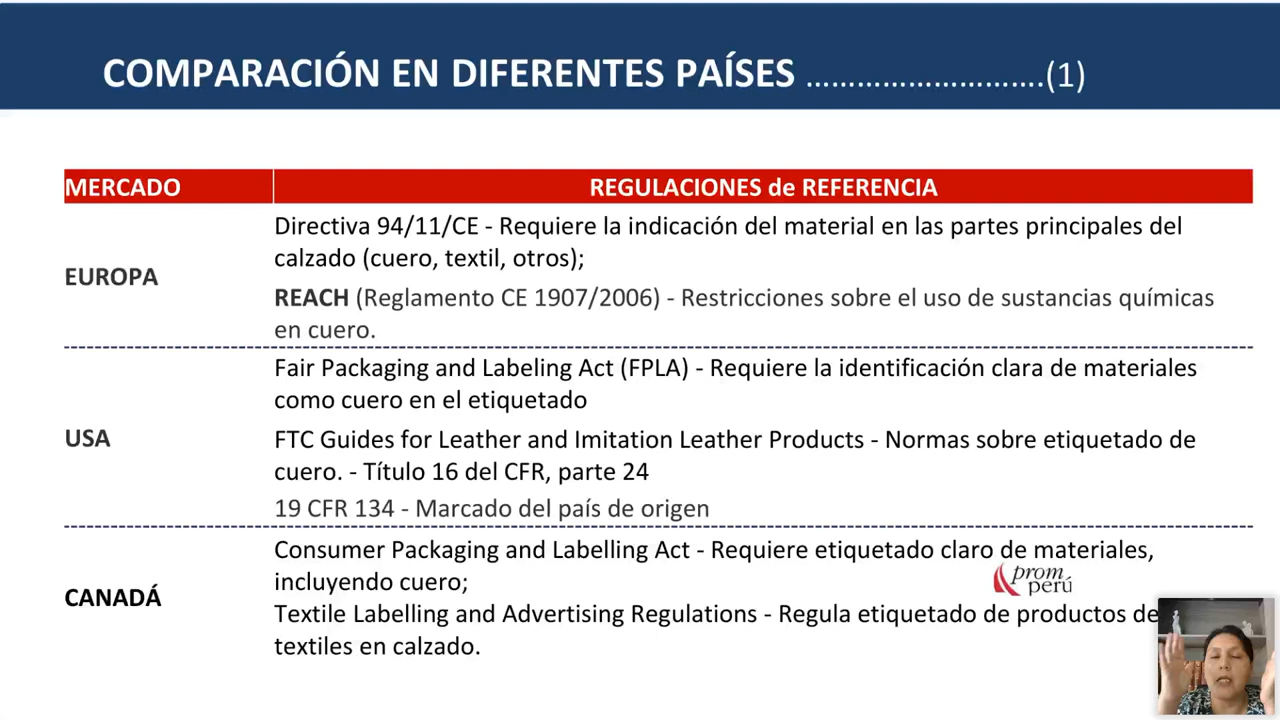 COMPARACIÓN EN DIFERENTES PAÍSES ……………………….(1)
MERCADO
REGULACIONES de REFERENCIA
EUROPA
Directiva 94/11/CE - Requiere la indicación del material en las partes principales del
calzado (cuero, textil, otros);
REACH (Reglamento CE 1907/2006) - Restricciones sobre el uso de sustancias químicas
en cuero.
USA
Fair Packaging and Labeling Act (FPLA) - Requiere la identificación clara de materiales
como cuero en el etiquetado
FTC Guides for Leather and Imitation Leather Products - Normas sobre etiquetado de
cuero. - Título 16 del CFR, parte 24
19 CFR 134 - Marcado del país de origen
CANADÁ
Consumer Packaging and Labelling Act - Requiere etiquetado claro de materiales,
incluyendo cuero;
Textile Labelling and Advertising Regulations - Regula etiquetado de productos de
textiles en calzado.
prom
perú